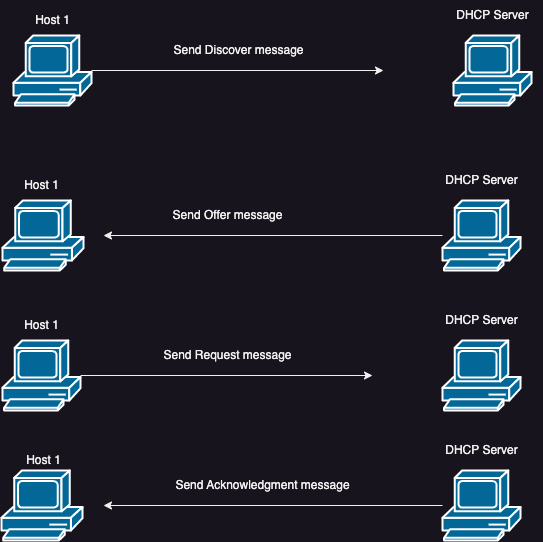 Host 1
DHCP Server
Send Discover message
Host 1
DHCP Server
Send Offer message
Host 1
DHCP Server
Send Request message
Host 1
DHCP Server
Send Acknowledgment message